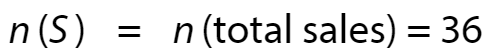 n (S) = n (total sales) = 36